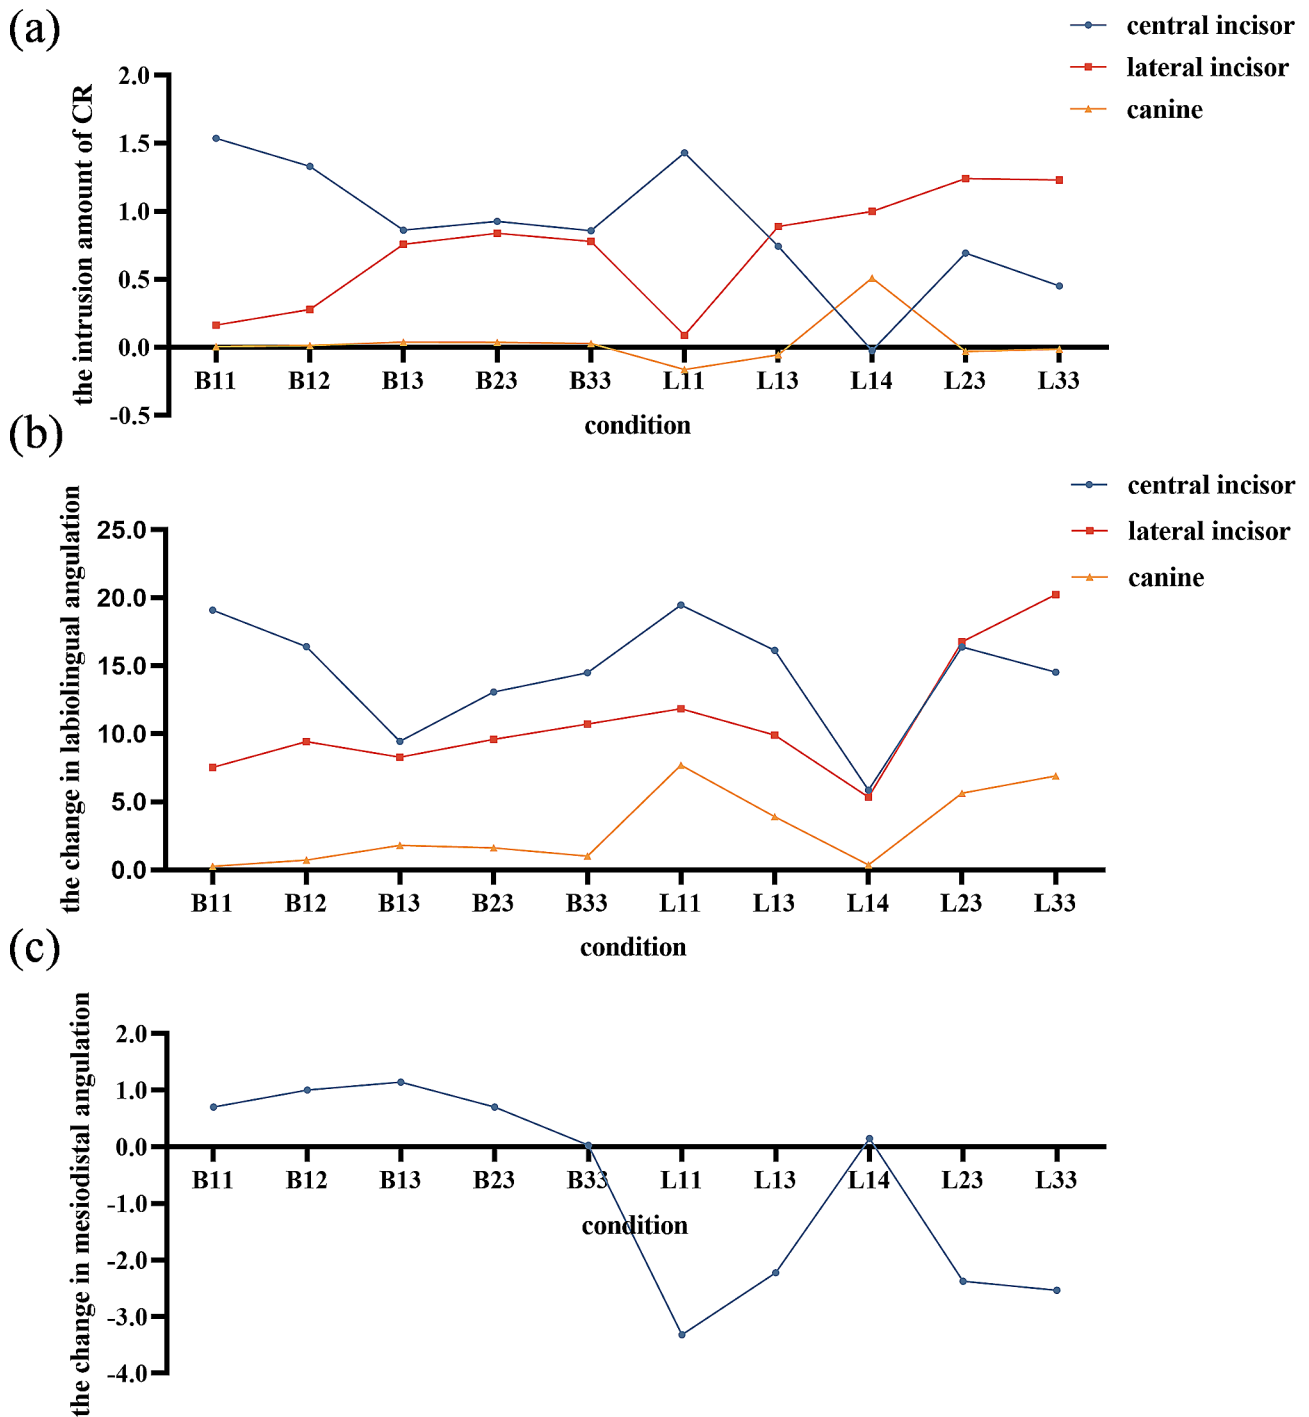 (a)
central incisor
lateral incisor
canine
the intrusion amount of CR
2.0
1.5
1.0
0.5
0.0
-0.5
B11 B12 B13 B23 B33 L11 L13 L14 L23 L33
condition
(b)
central incisor
lateral incisor
canine
the change in labiolingual angulation
25.0
20.0
15.0
10.0
5.0
0.0
B11 B12 B13 B23 B33 L11 L13 L14 L23 L33
condition
(c)
the change in mesiodistal angulation
2.0
1.0
0.0
-1.0
-2.0
-3.0
-4.0
B11 B12 B13 B23 B33 L11 L13 L14 L23 L33
condition